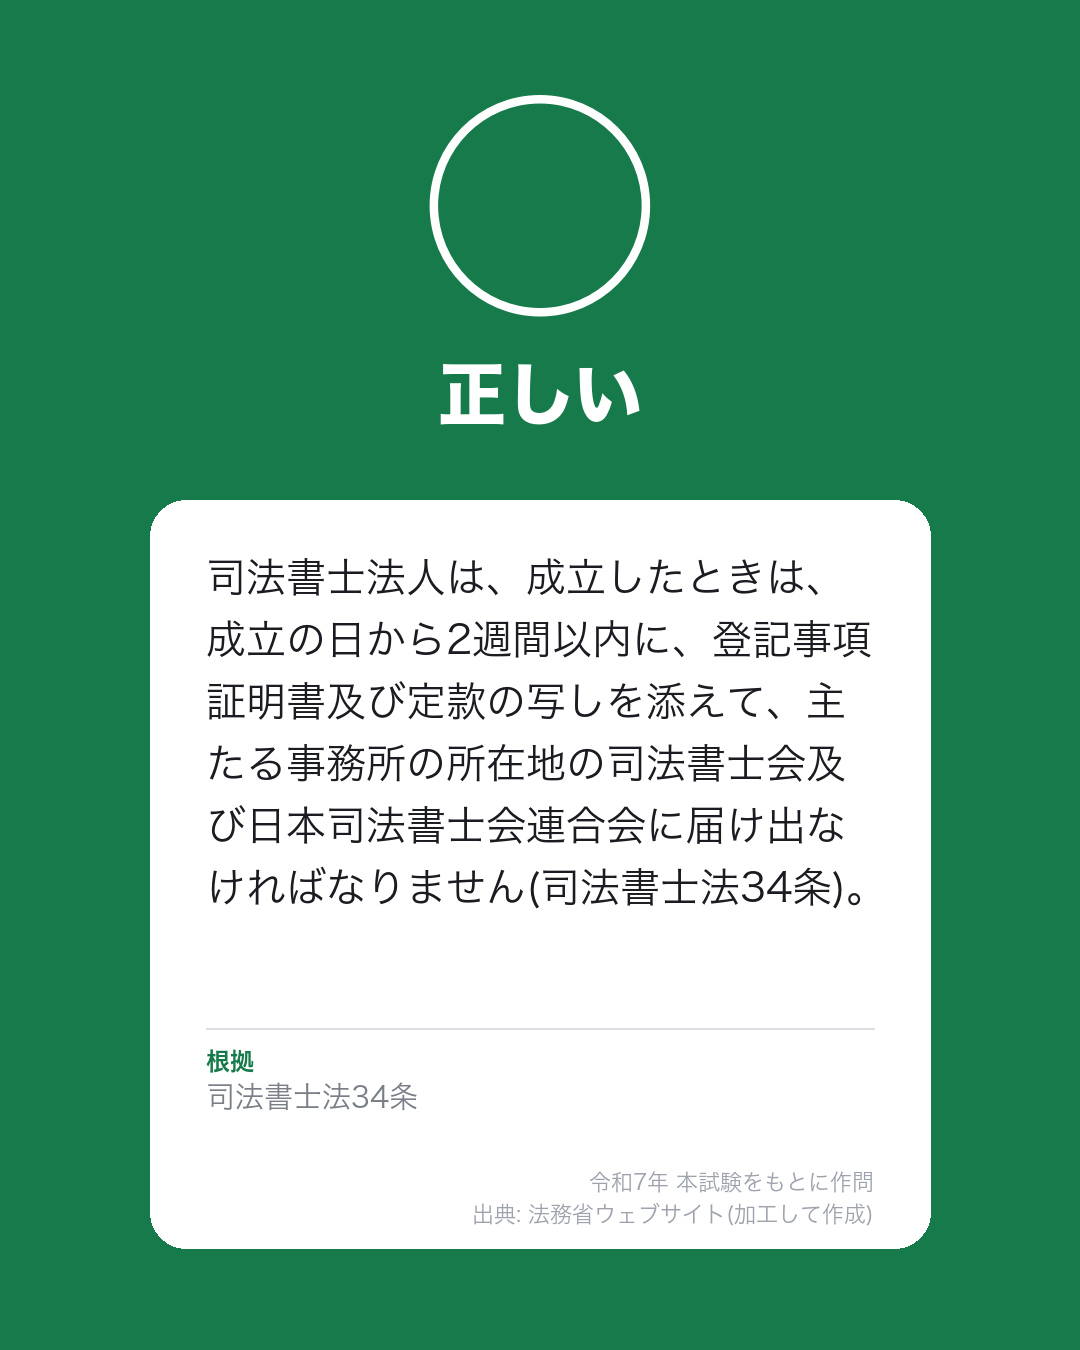 正しい
司法書士法人は、成立したときは、
成立の日から2週間以内に、登記事項
証明書及び定款の写しを添えて、主
たる事務所の所在地の司法書士会及
び日本司法書士会連合会に届け出な
ければなりません(司法書士法34条)。
根拠
司法書士法34条
令和7年 本試験をもとに作問
出典: 法務省ウェブサイト(加工して作成)